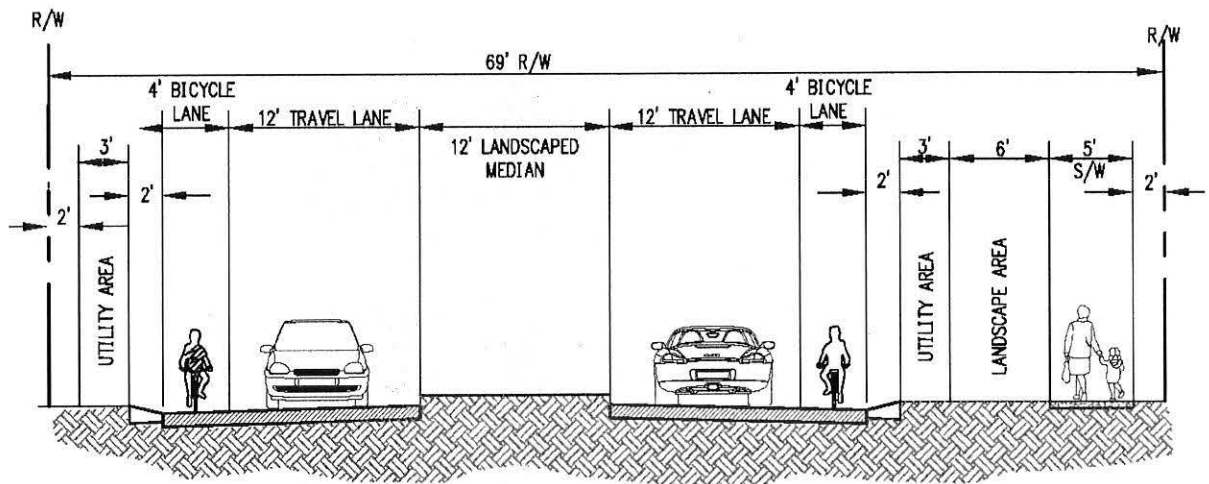 R/W
R/W
69' R/W
4' BICYCLE
LANE
12' TRAVEL LANE
12' LANDSCAPED
MEDIAN
12' TRAVEL LANE
4' BICYCLE
LANE
3'
2'
2'
3'
6'
5'
S/W
2'
2'
UTILITY AREA
UTILITY AREA
LANDSCAPE AREA